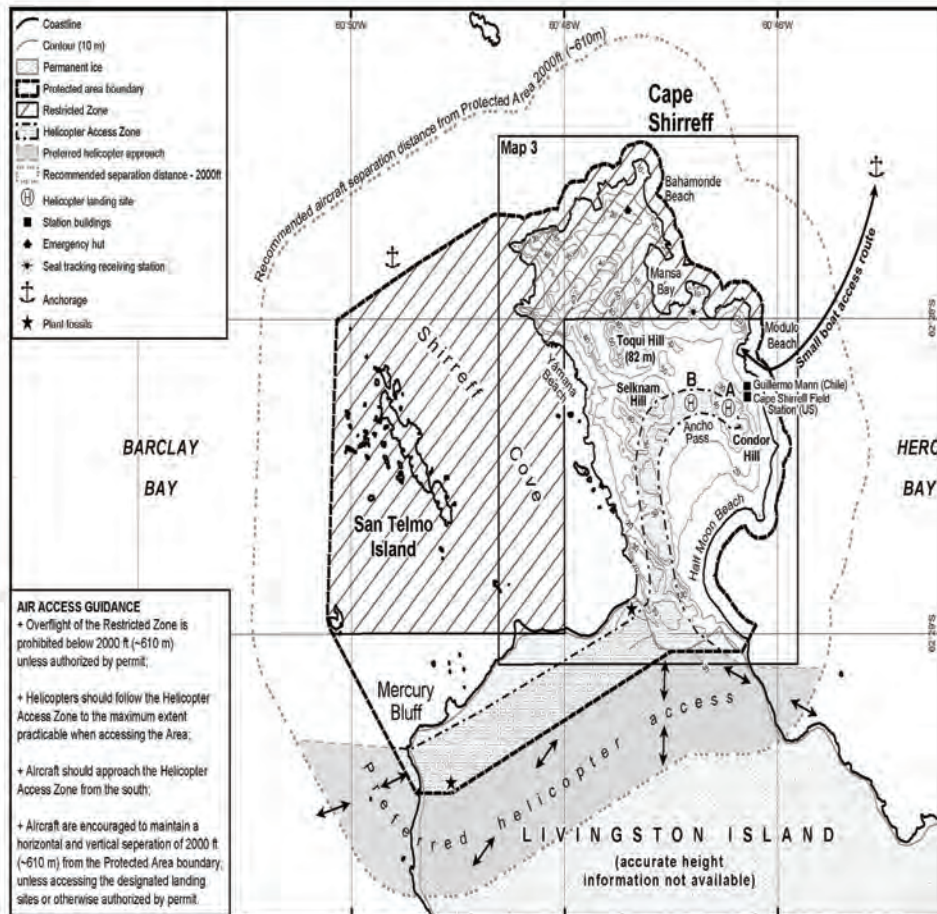 60°50'W
60°48'W
60°46'W
Coastline
Contour (10 m)
Permanent ice
Protected area boundary
Restricted Zone
Helicopter Access Zone
Preferred helicopter approach
Recommended separation distance - 2000ft
Helicopter landing site
Station buildings
Emergency hut
Seal tracking receiving station
Anchorage
Plant fossils
Recommended aircraft separation distance from Protected Area 2000ft (~610m)
Cape
Shirreff
Map 3
Bahamonde
Beach
Mansa
Bay
Small boat access route
62°28'S
Modulo
Beach
Toqui Hill
(82 m)
Yamana
Beach
Selknam
Hill
B
A
H
H
Guillermo Mann (Chile)
Cape Shirreff Field
Station (US)
Ancho
Pass
Condor
Hill
Shirreff
Cove
BARCLAY
BAY
HERO
BAY
San Telmo
Island
Half Moon Beach
62°29'S
Mercury
Bluff
Preferred helicopter access
LIVINGSTON ISLAND
(accurate height
information not available)
AIR ACCESS GUIDANCE
+ Overflight of the Restricted Zone is
prohibited below 2000 ft (~610 m)
unless authorized by permit;
+ Helicopters should follow the Helicopter
Access Zone to the maximum extent
practicable when accessing the Area;
+ Aircraft should approach the Helicopter
Access Zone from the south;
+ Aircraft are encouraged to maintain a
horizontal and vertical seperation of 2000 ft
(~610 m) from the Protected Area boundary,
unless accessing the designated landing
sites or otherwise authorized by permit.